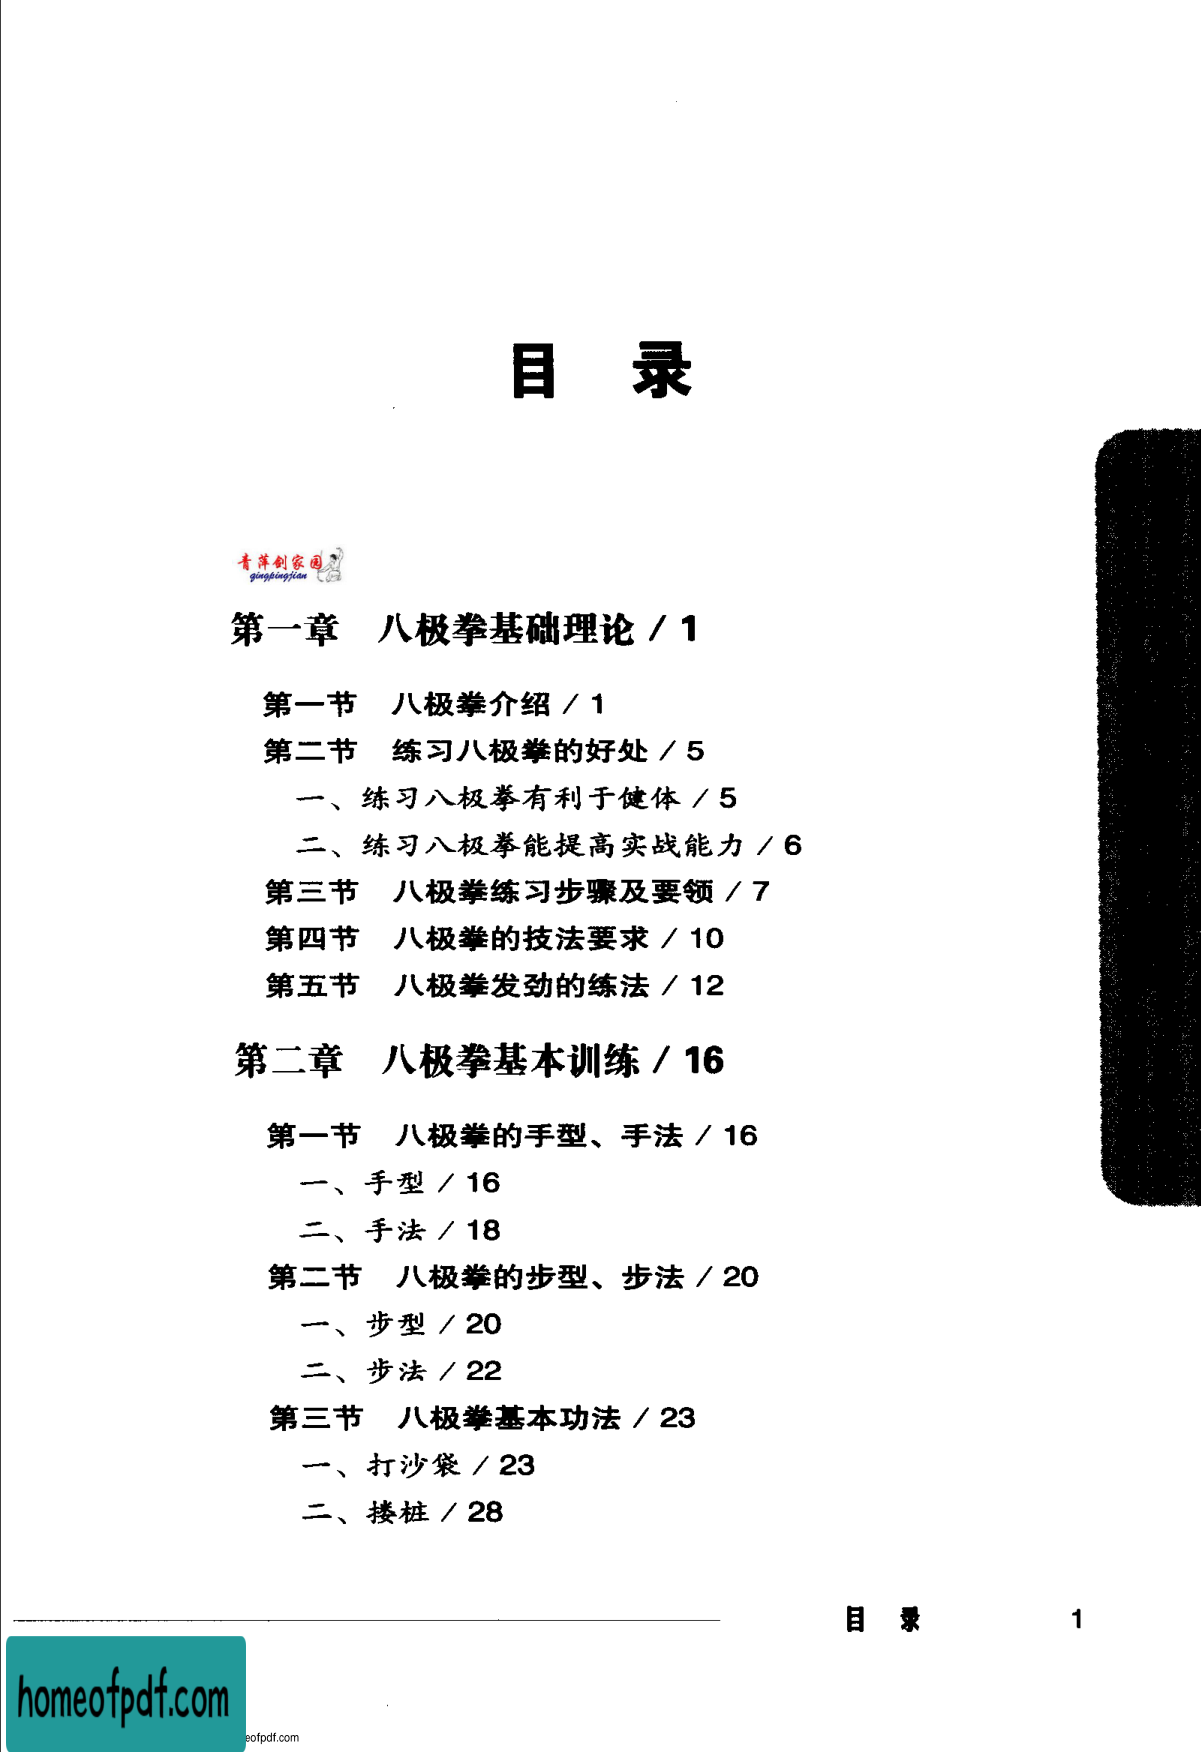 目 录
青萍剑家园
qingpingjian
第一章 八极拳基础理论 / 1
第一节 八极拳介绍 / 1
第二节 练习八极拳的好处 / 5
一、练习八极拳有利于健体 / 5
二、练习八极拳能提高实战能力 / 6
第三节 八极拳练习步骤及要领 / 7
第四节 八极拳的技法要求 / 10
第五节 八极拳发劲的练法 / 12
第二章 八极拳基本训练 / 16
第一节 八极拳的手型、手法 / 16
一、手型 / 16
二、手法 / 18
第二节 八极拳的步型、步法 / 20
一、步型 / 20
二、步法 / 22
第三节 八极拳基本功法 / 23
一、打沙袋 / 23
二、搂桩 / 28
目 录 1
homeofpdf.com
eofpdf.com